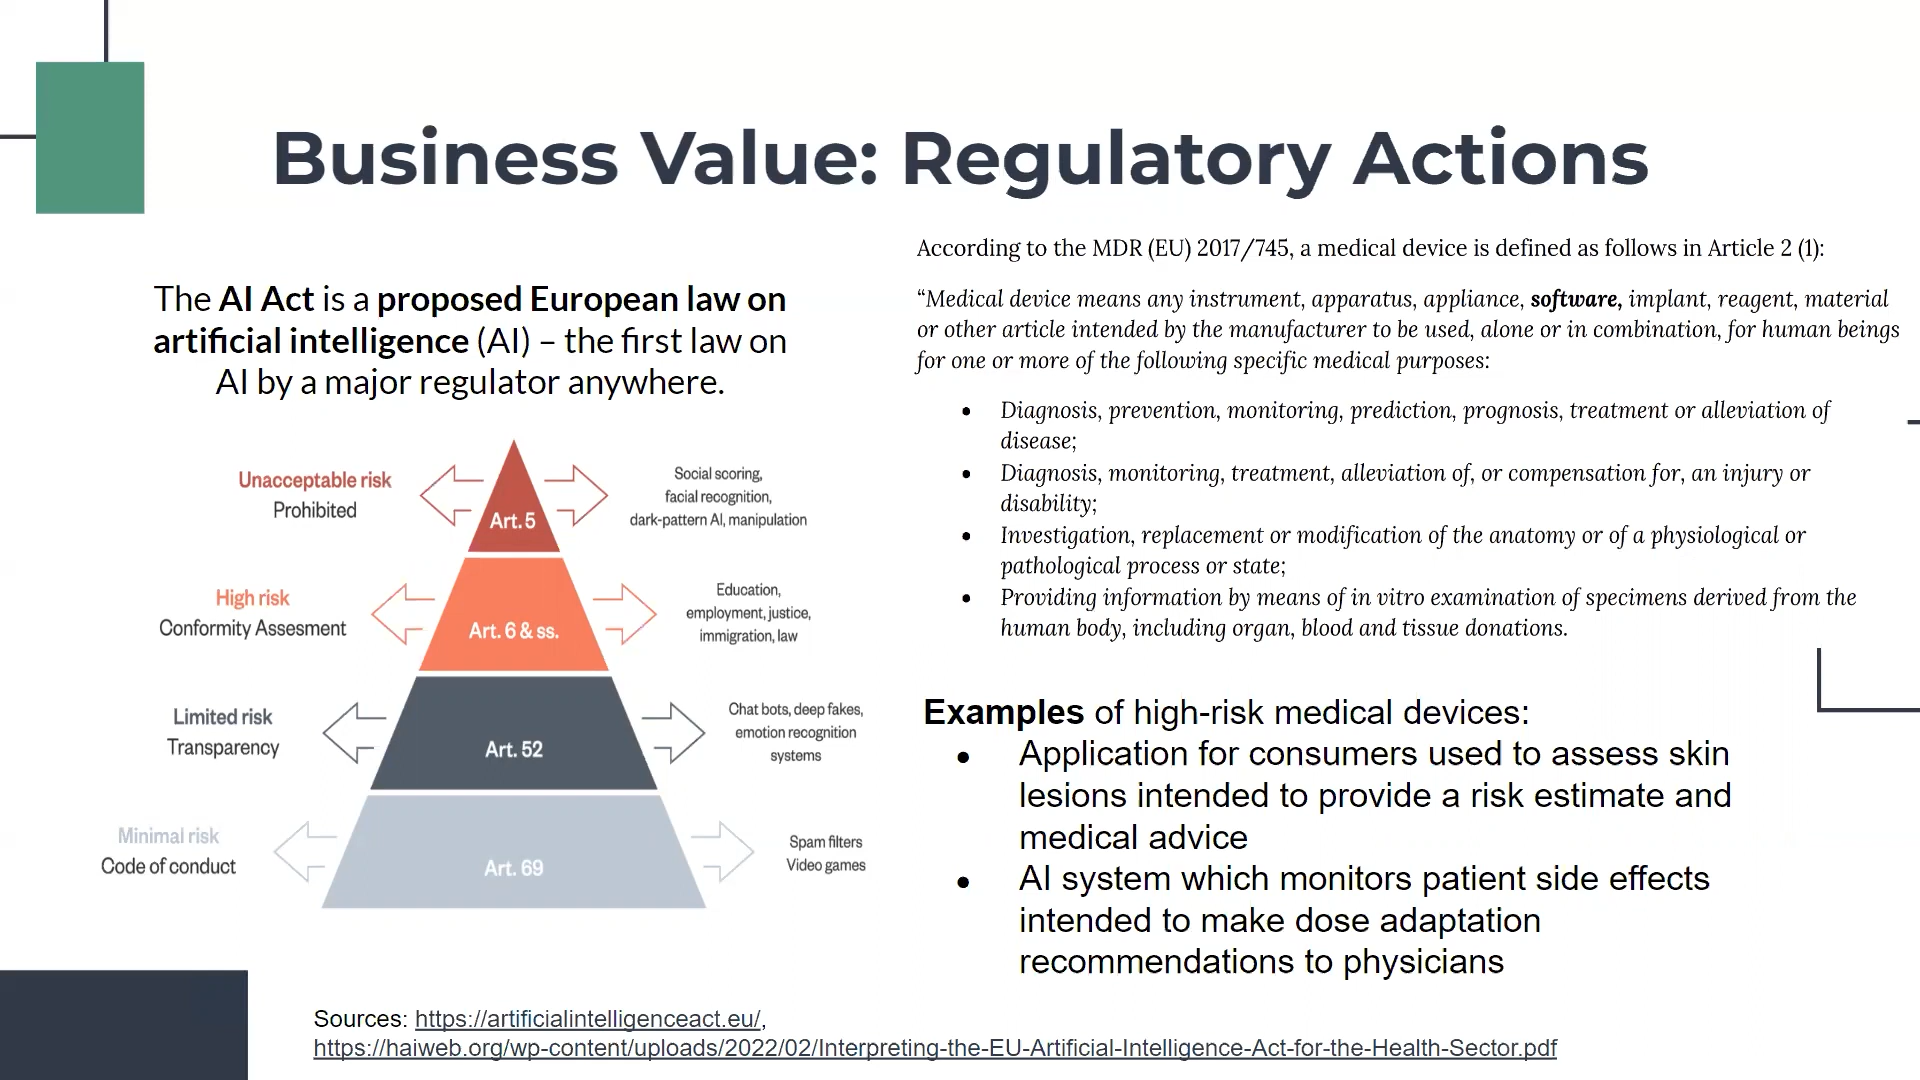 Business Value: Regulatory Actions
The AI Act is a proposed European law on
artificial intelligence (AI) – the first law on
AI by a major regulator anywhere.
Unacceptable risk
Prohibited
Art. 5
Social scoring,
facial recognition,
dark-pattern AI, manipulation
High risk
Conformity Assesment
Art. 6 & ss.
Education,
employment, justice,
immigration, law
Limited risk
Transparency
Art. 52
Chat bots, deep fakes,
emotion recognition
systems
Minimal risk
Code of conduct
Art. 69
Spam filters
Video games
According to the MDR (EU) 2017/745, a medical device is defined as follows in Article 2 (1):
“Medical device means any instrument, apparatus, appliance, software, implant, reagent, material
or other article intended by the manufacturer to be used, alone or in combination, for human beings
for one or more of the following specific medical purposes:
• Diagnosis, prevention, monitoring, prediction, prognosis, treatment or alleviation of
disease;
• Diagnosis, monitoring, treatment, alleviation of, or compensation for, an injury or
disability;
• Investigation, replacement or modification of the anatomy or of a physiological or
pathological process or state;
• Providing information by means of in vitro examination of specimens derived from the
human body, including organ, blood and tissue donations.
Examples of high-risk medical devices:
• Application for consumers used to assess skin
lesions intended to provide a risk estimate and
medical advice
• AI system which monitors patient side effects
intended to make dose adaptation
recommendations to physicians
Sources: https://artificialintelligenceact.eu/,
https://haiweb.org/wp-content/uploads/2022/02/Interpreting-the-EU-Artificial-Intelligence-Act-for-the-Health-Sector.pdf